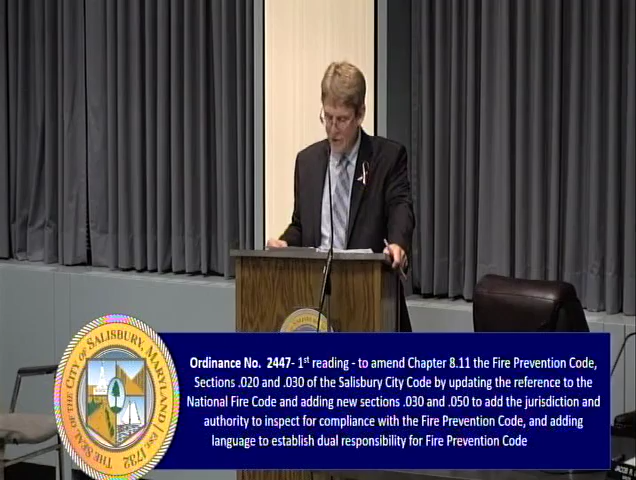 Ordinance No. 2447- 1st reading - to amend Chapter 8.11 the Fire Prevention Code,
Sections .020 and .030 of the Salisbury City Code by updating the reference to the
National Fire Code and adding new sections .030 and .050 to add the jurisdiction and
authority to inspect for compliance with the Fire Prevention Code, and adding
language to establish dual responsibility for Fire Prevention Code
THE SEAL OF THE CITY OF SALISBURY, MARYLAND EST. 1732